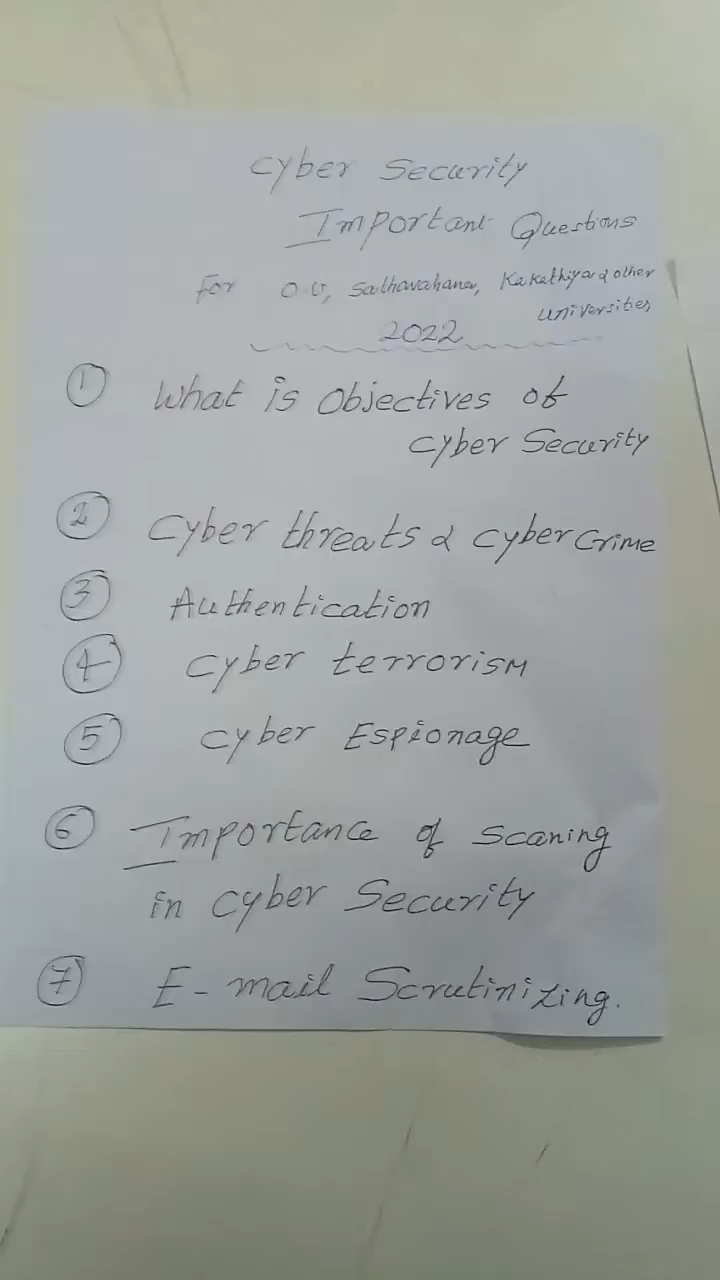 Cyber Security
Important Questions
For O.U, Sathavahana, Kakathiya & other
universities
2022
① What is Objectives of
Cyber Security
② Cyber threats & Cyber Crime
③ Authentication
④ Cyber terrorism
⑤ Cyber Espionage
⑥ Importance of Scaning
in Cyber Security
⑦ E-mail Scrutinizing.